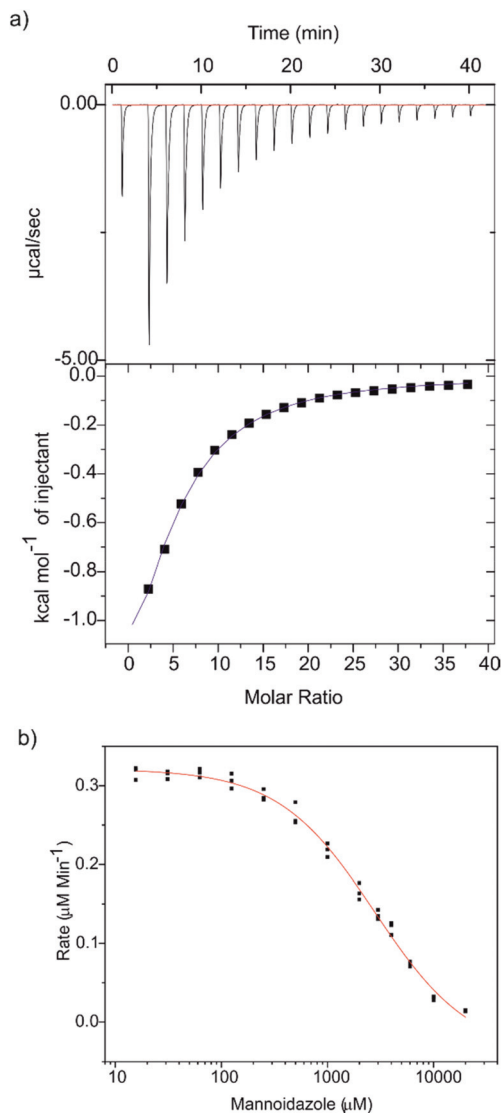 a)
Time (min)
0 10 20 30 40
0.00
µcal/sec
-5.00
0.0
-0.2
-0.4
-0.6
-0.8
-1.0
kcal mol⁻¹ of injectant
0 5 10 15 20 25 30 35 40
Molar Ratio
b)
0.3
0.2
0.1
0.0
Rate (µM Min⁻¹)
10 100 1000 10000
Mannoidazole (µM)